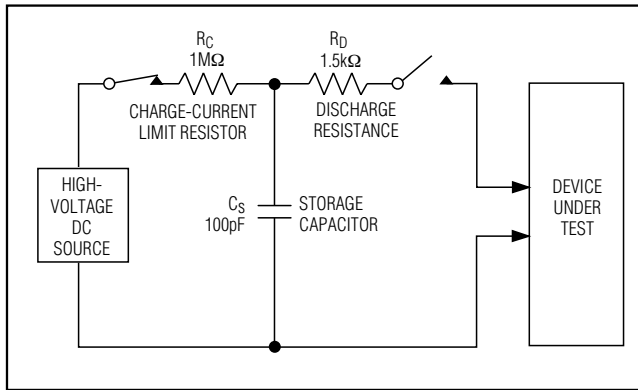 R_C
1MΩ
CHARGE-CURRENT
LIMIT RESISTOR
R_D
1.5kΩ
DISCHARGE
RESISTANCE
HIGH-
VOLTAGE
DC
SOURCE
C_S
100pF
STORAGE
CAPACITOR
DEVICE
UNDER
TEST